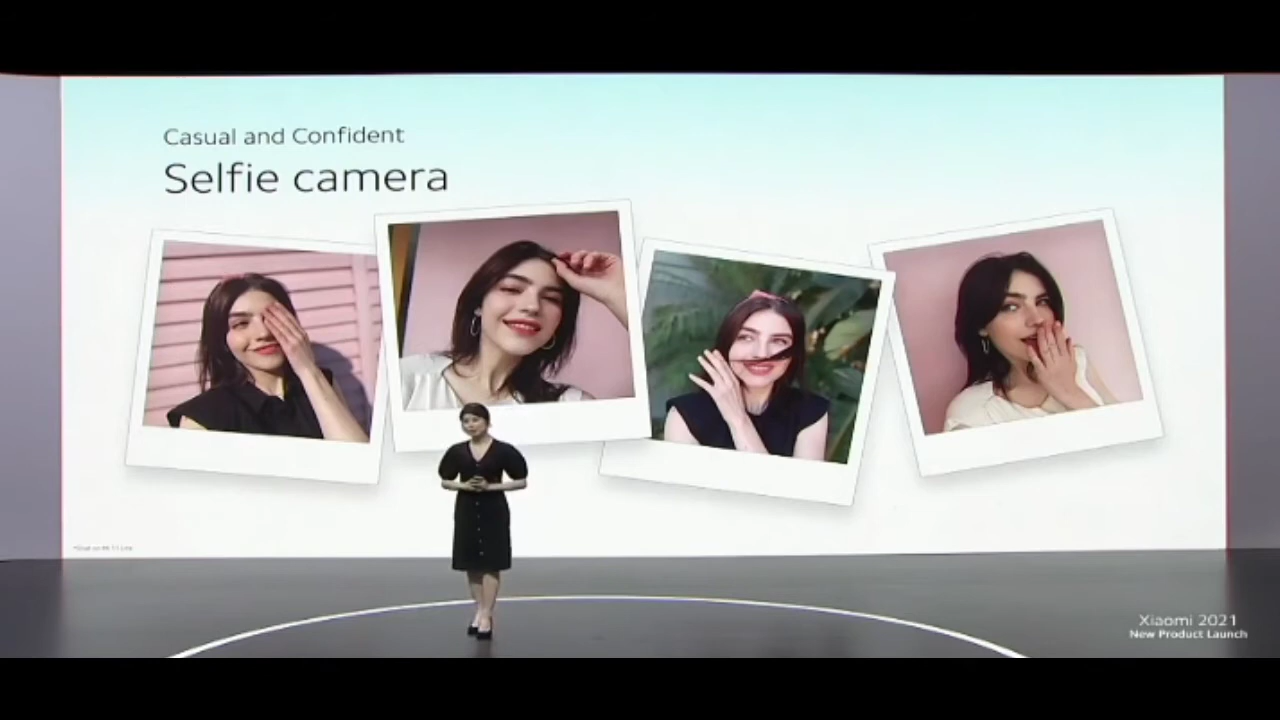 Casual and Confident
Selfie camera
Xiaomi 2021
New Product Launch